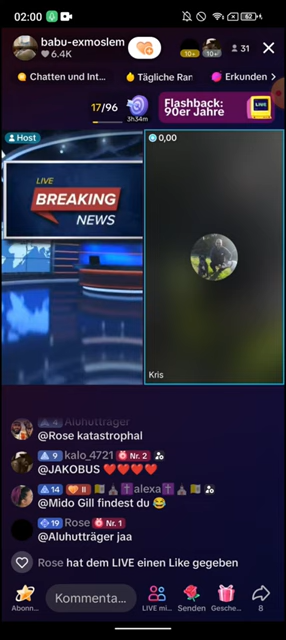 02:00
62
babu-exmoslem
6.4K
10+
10+
31
Chatten und Int...
Tägliche Ran
Erkunden >
17/96
3h34m
Flashback:
90er Jahre
LIVE
Host
0,00
LIVE
BREAKING
NEWS
Kris
4 Aluhutträger
@Rose katastrophal
9 kalo_4721 Nr. 2
@JAKOBUS ❤️❤️❤️❤️
14 II alexa
@Mido Gill findest du 😂
19 Rose Nr. 1
@Aluhutträger jaa
Rose hat dem LIVE einen Like gegeben
Abonn...
Kommenta...
LIVE mi...
Senden
Gesche...
8